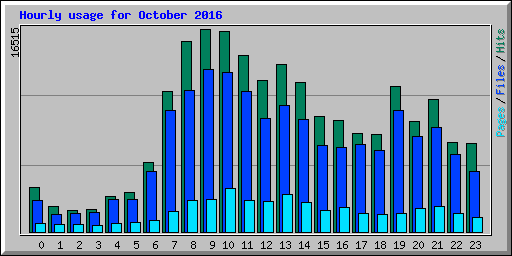 Hourly usage for October 2016
16515
Pages/Files/Hits
0 1 2 3 4 5 6 7 8 9 10 11 12 13 14 15 16 17 18 19 20 21 22 23